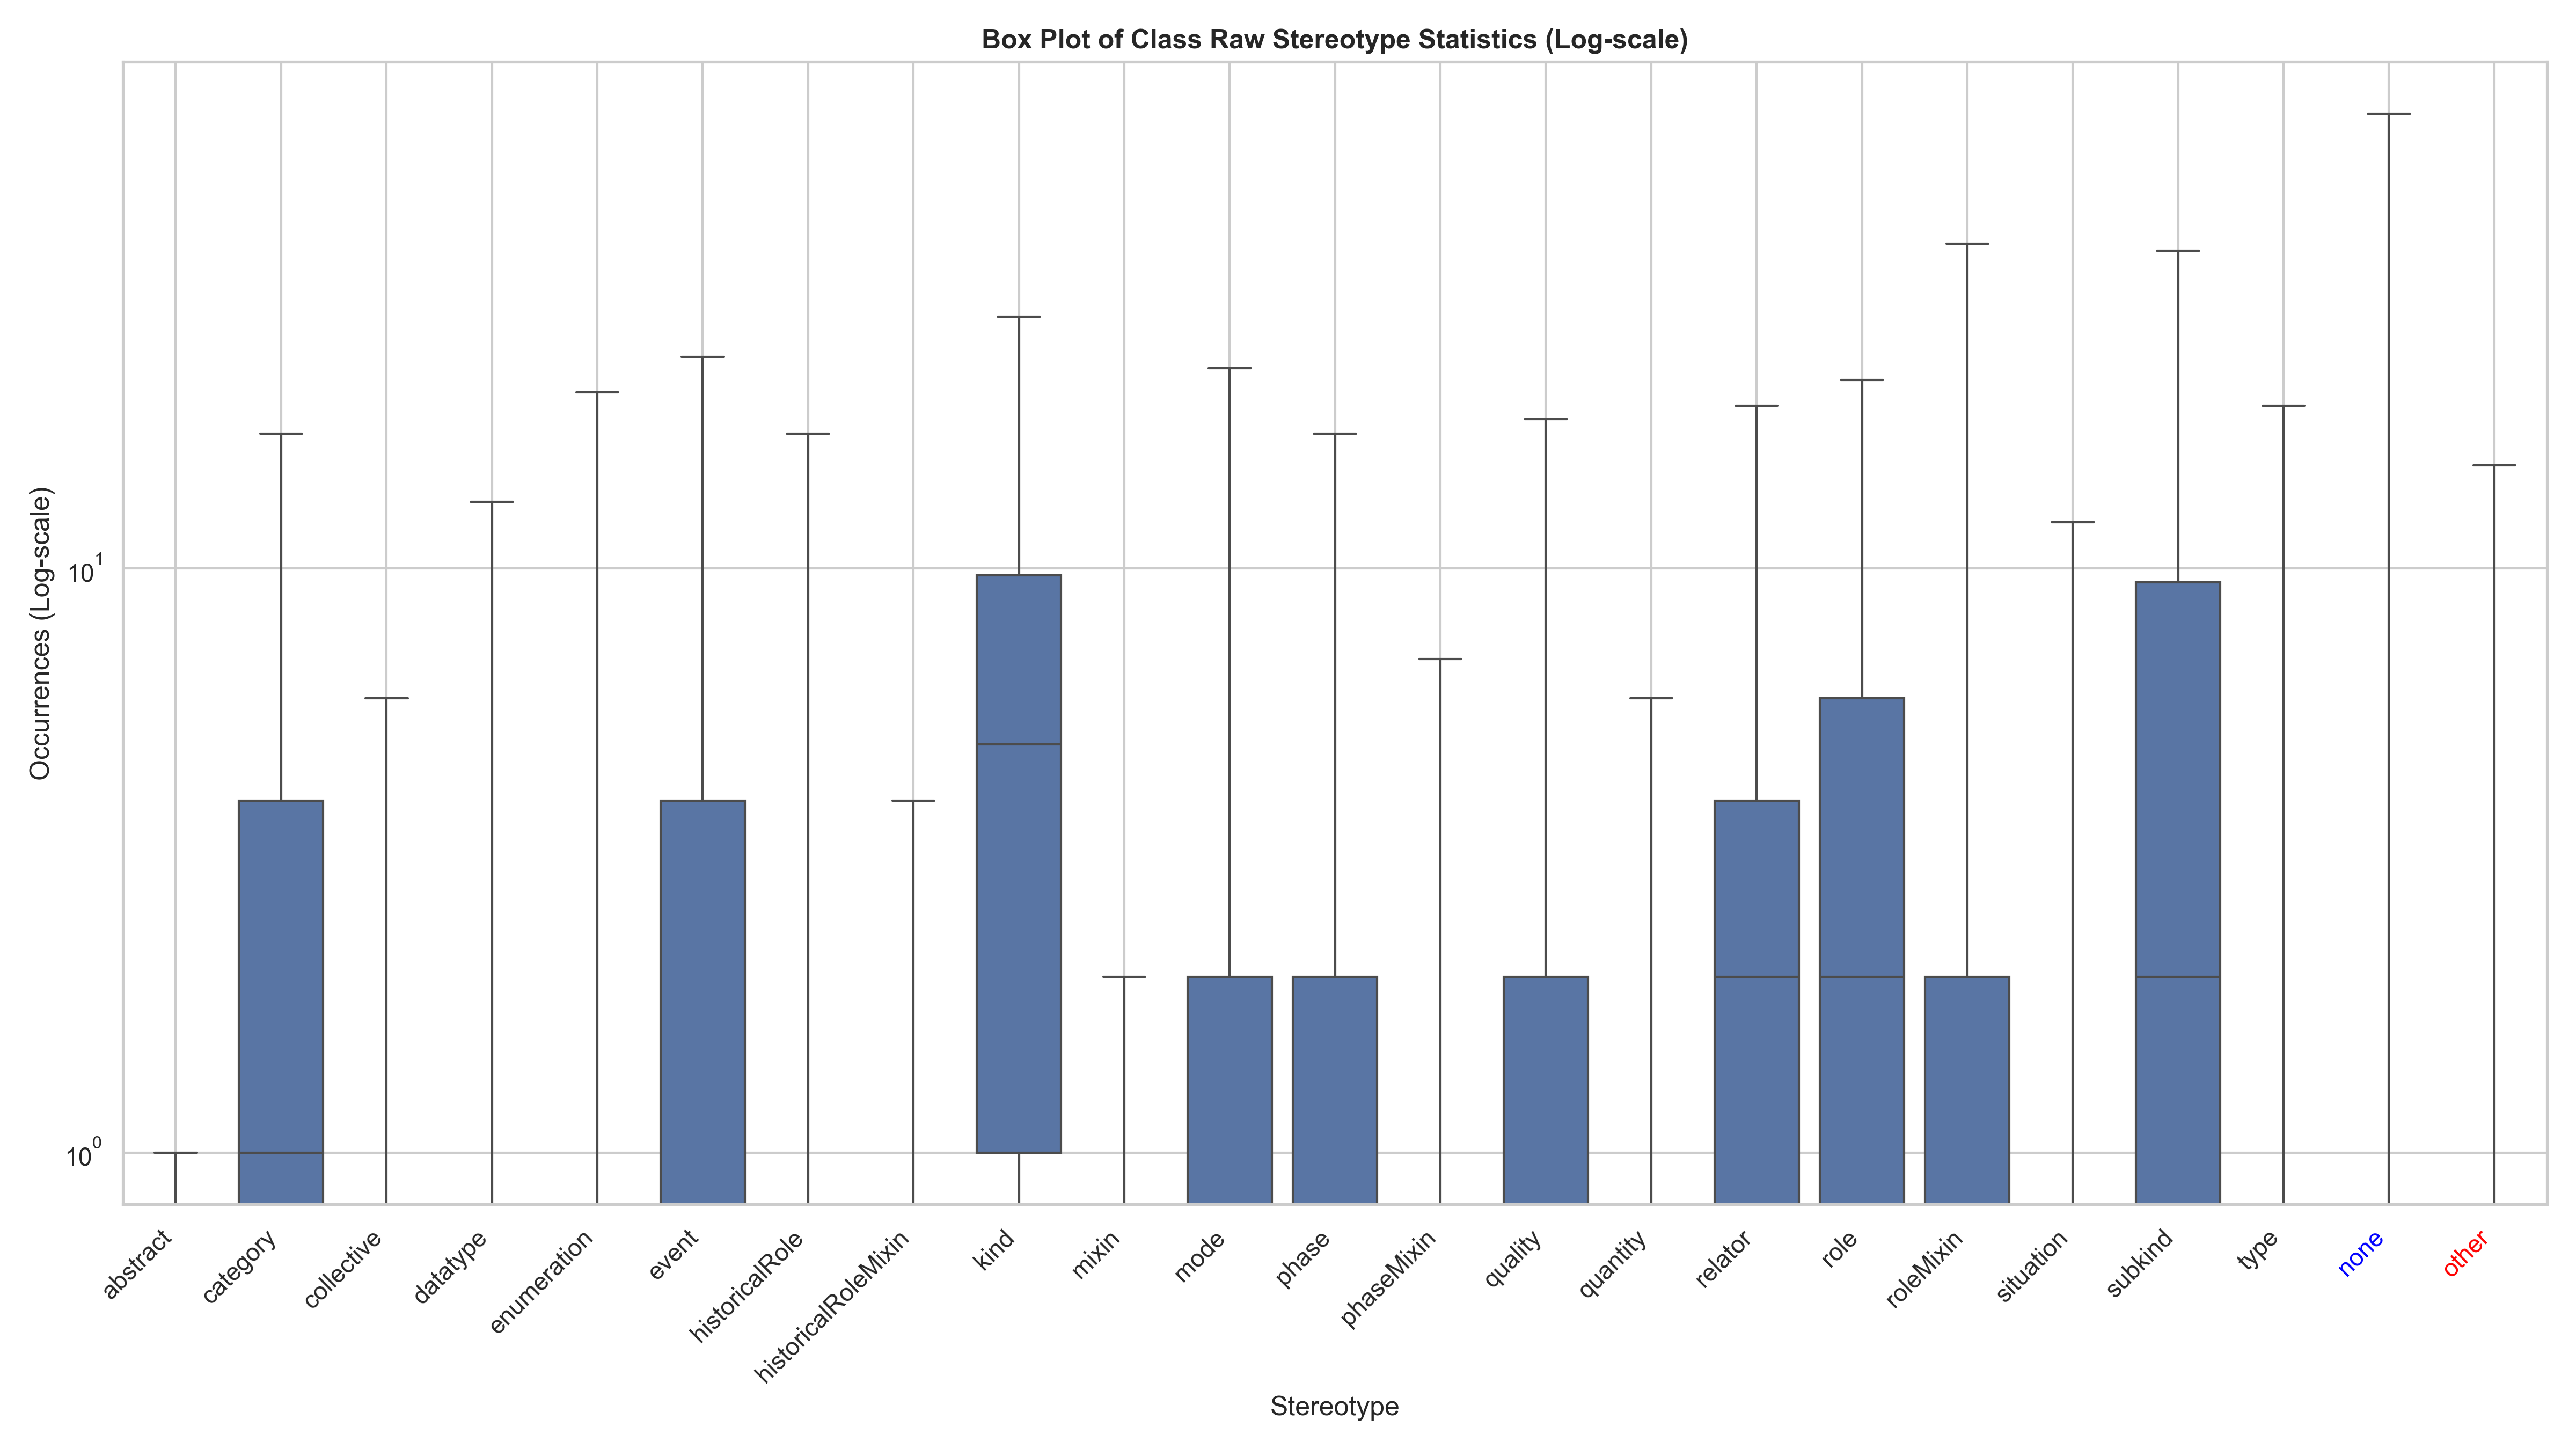 Box Plot of Class Raw Stereotype Statistics (Log-scale)
Occurrences (Log-scale)
10¹
10⁰
abstract
category
collective
datatype
enumeration
event
historicalRole
historicalRoleMixin
kind
mixin
mode
phase
phaseMixin
quality
quantity
relator
role
roleMixin
situation
subkind
type
none
other
Stereotype